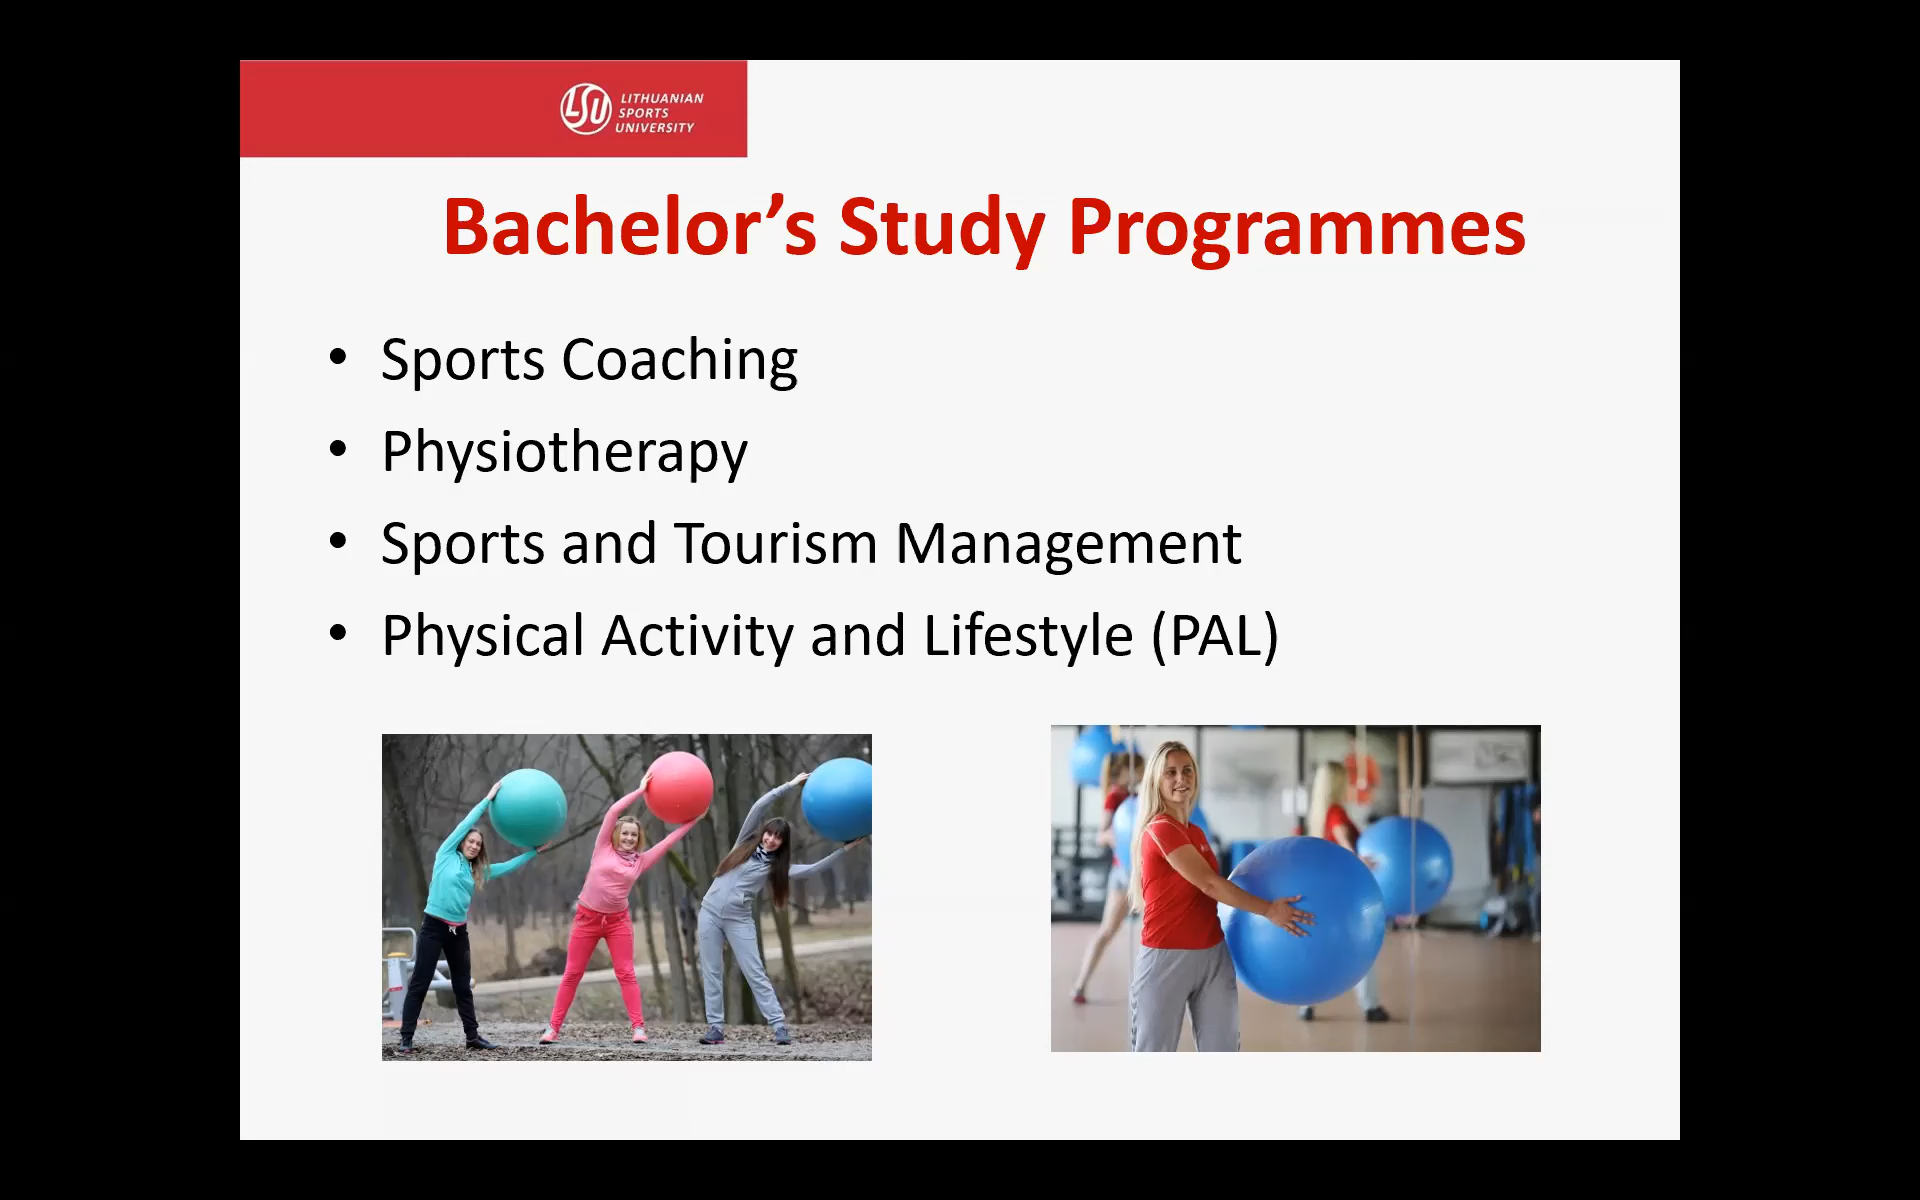 LSU
LITHUANIAN
SPORTS
UNIVERSITY
Bachelor’s Study Programmes
• Sports Coaching
• Physiotherapy
• Sports and Tourism Management
• Physical Activity and Lifestyle (PAL)